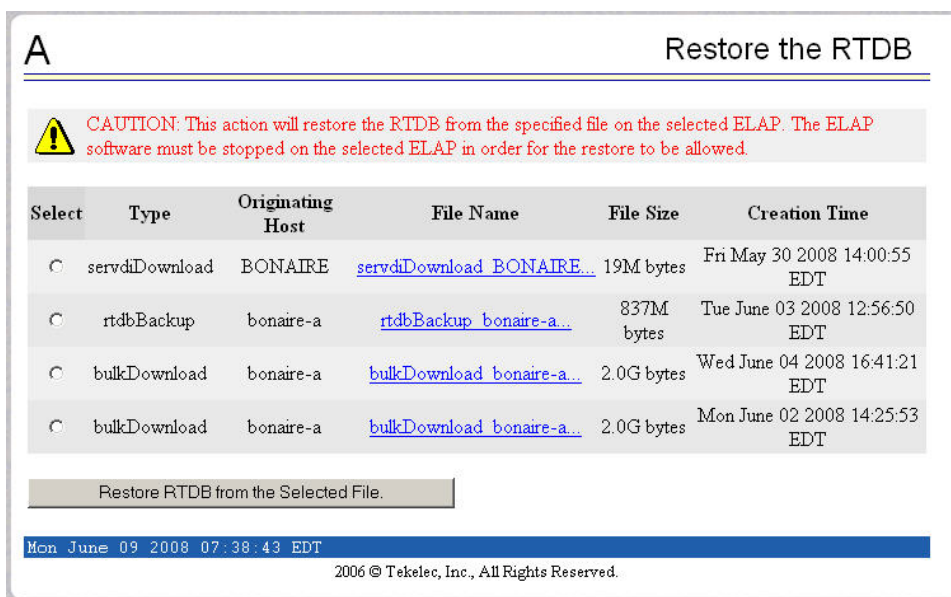 A
Restore the RTDB
CAUTION: This action will restore the RTDB from the specified file on the selected ELAP. The ELAP
software must be stopped on the selected ELAP in order for the restore to be allowed.
Select Type Originating Host File Name File Size Creation Time
servdiDownload BONAIRE servdiDownload_BONAIRE... 19M bytes Fri May 30 2008 14:00:55 EDT
rtdbBackup bonaire-a rtdbBackup_bonaire-a... 837M bytes Tue June 03 2008 12:56:50 EDT
bulkDownload bonaire-a bulkDownload_bonaire-a... 2.0G bytes Wed June 04 2008 16:41:21 EDT
bulkDownload bonaire-a bulkDownload_bonaire-a... 2.0G bytes Mon June 02 2008 14:25:53 EDT
Restore RTDB from the Selected File.
Mon June 09 2008 07:38:43 EDT
2006 © Tekelec, Inc., All Rights Reserved.